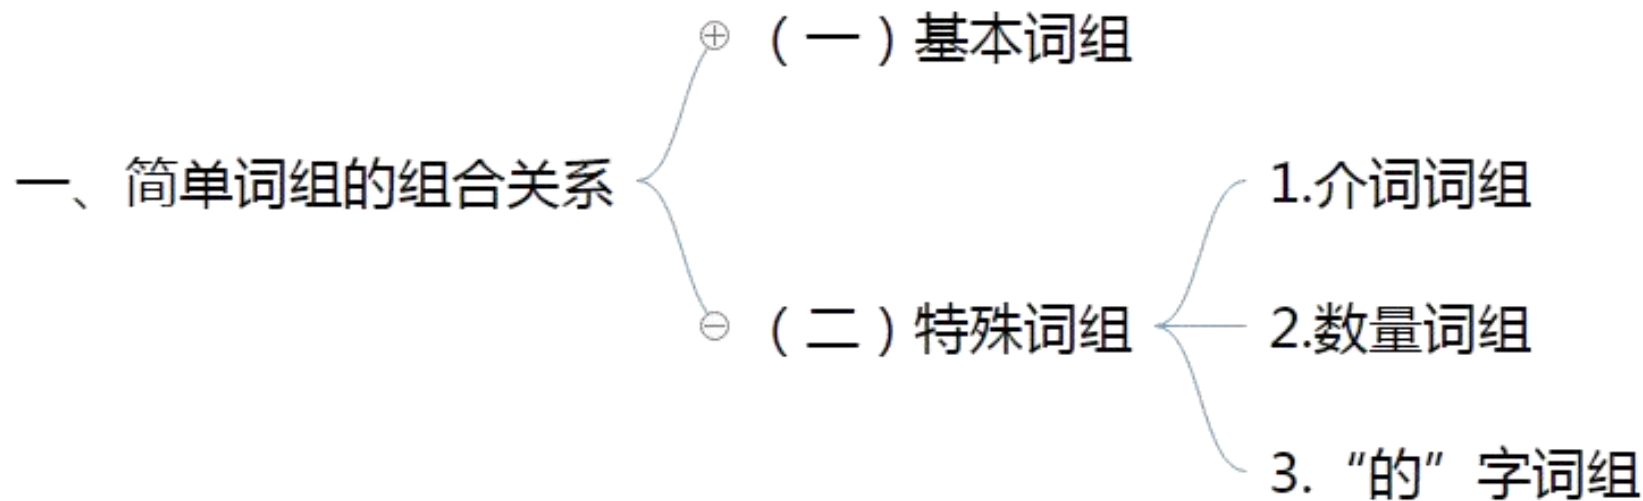 （一）基本词组
一、简单词组的组合关系
1.介词词组
（二）特殊词组
2.数量词组
3.“的”字词组